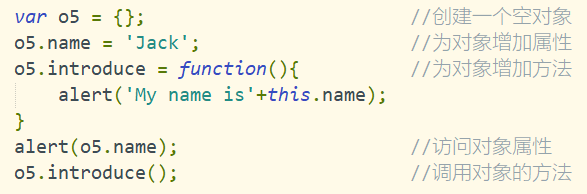 var o5 = {}; //创建一个空对象
o5.name = 'Jack'; //为对象增加属性
o5.introduce = function(){ //为对象增加方法
    alert('My name is'+this.name);
}
alert(o5.name); //访问对象属性
o5.introduce(); //调用对象的方法